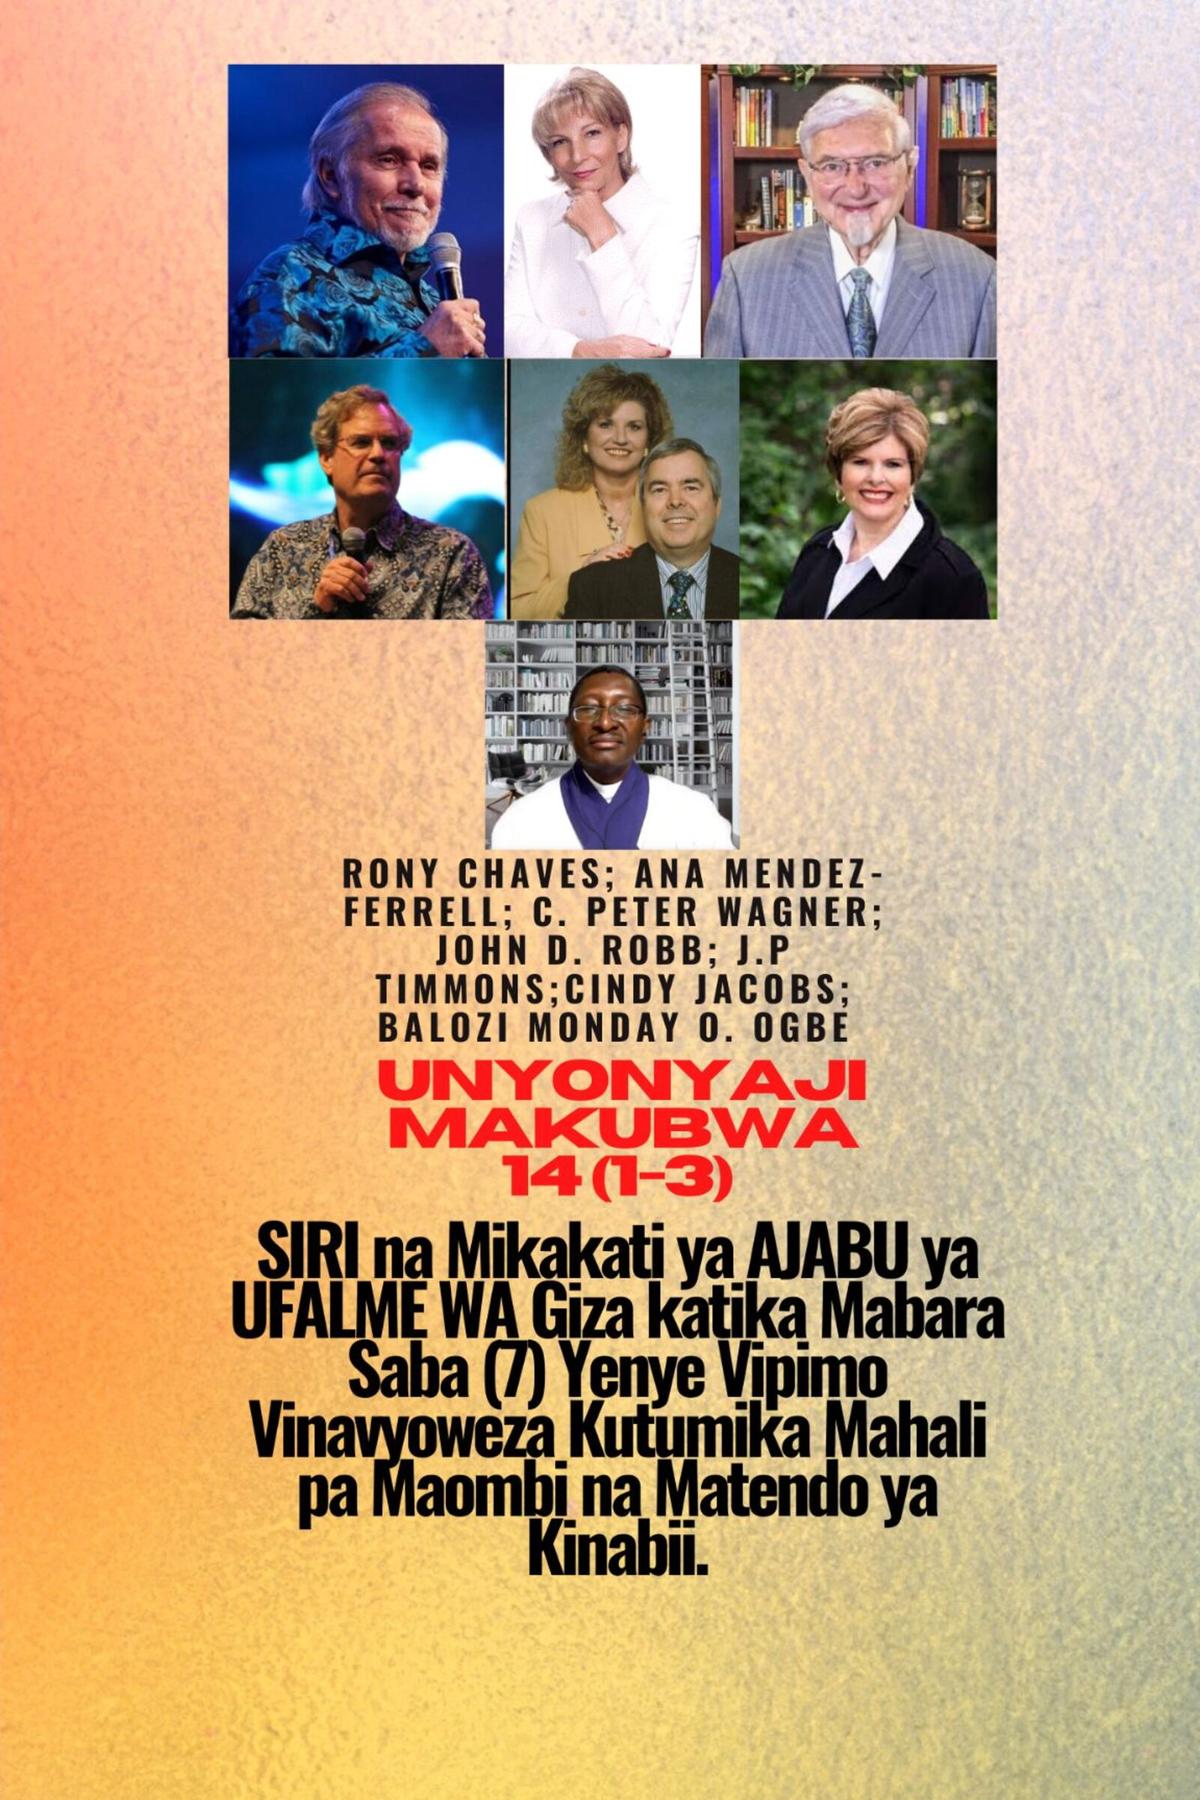 RONY CHAVES; ANA MENDEZ-
FERRELL; C. PETER WAGNER;
JOHN D. ROBB; J.P
TIMMONS;CINDY JACOBS;
BALOZI MONDAY O. OGBE
UNYONYAJI
MAKUBWA
14 (1-3)
SIRI na Mikakati ya AJABU ya
UFALME WA Giza katika Mabara
Saba (7) Yenye Vipimo
Vinavyoweza Kutumika Mahali
pa Maombi na Matendo ya
Kinabii.